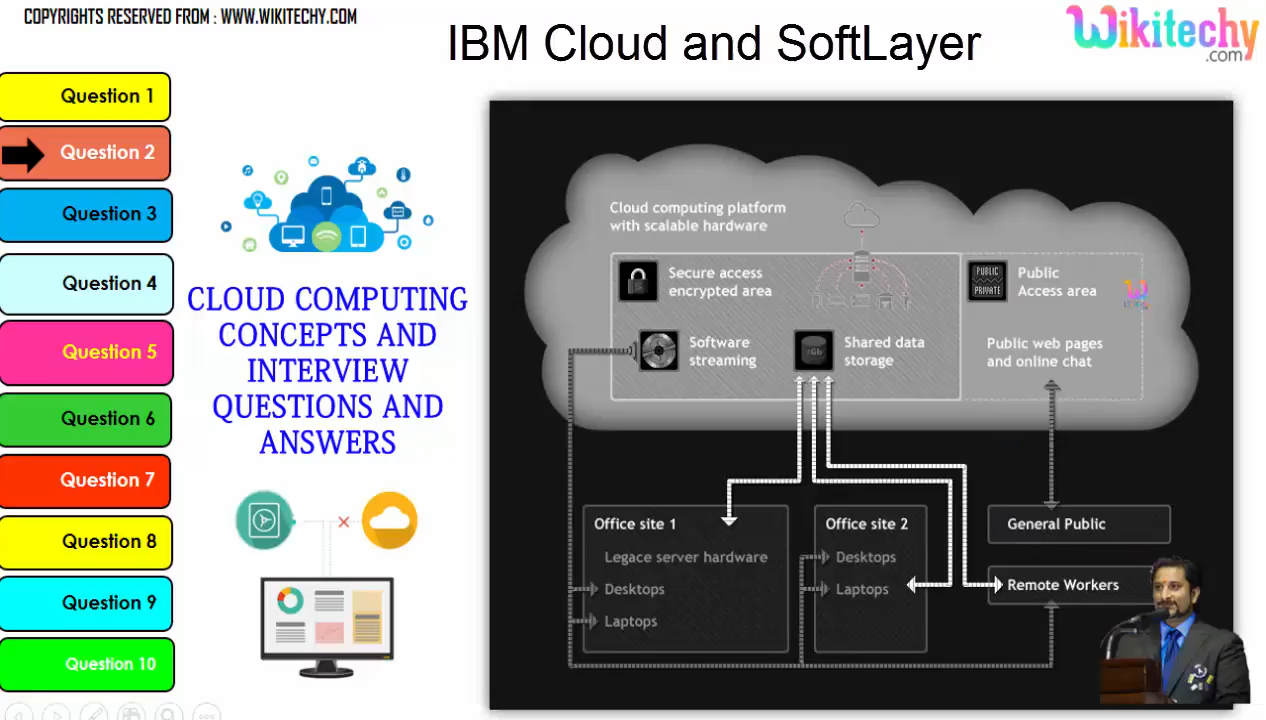 COPYRIGHTS RESERVED FROM : WWW.WIKITECHY.COM
IBM Cloud and SoftLayer
Wikitechy
.com
Question 1
Question 2
Question 3
Question 4
Question 5
Question 6
Question 7
Question 8
Question 9
Question 10
CLOUD COMPUTING
CONCEPTS AND
INTERVIEW
QUESTIONS AND
ANSWERS
Cloud computing platform
with scalable hardware
Secure access
encrypted area
PUBLIC
PRIVATE
Public
Access area
Software
streaming
Shared data
storage
Public web pages
and online chat
Office site 1
Legace server hardware
Desktops
Laptops
Office site 2
Desktops
Laptops
General Public
Remote Workers